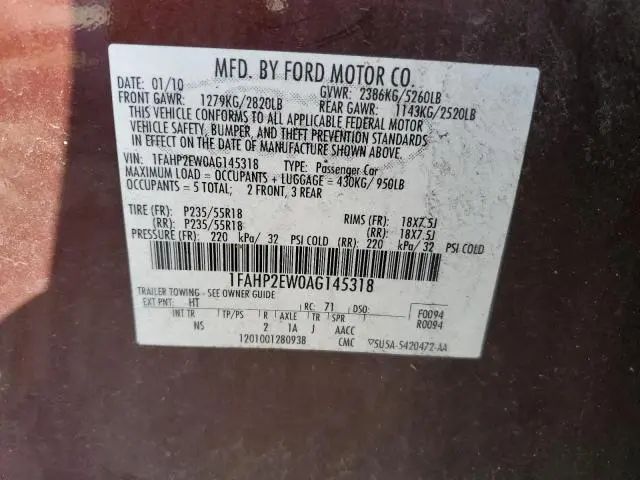 MFD. BY FORD MOTOR CO.
DATE: 01/10 GVWR: 2386KG/5260LB
FRONT GAWR: 1279KG/2820LB REAR GAWR: 1143KG/2520LB
THIS VEHICLE CONFORMS TO ALL APPLICABLE FEDERAL MOTOR
VEHICLE SAFETY, BUMPER, AND THEFT PREVENTION STANDARDS
IN EFFECT ON THE DATE OF MANUFACTURE SHOWN ABOVE.
VIN: 1FAHP2EW0AG145318 TYPE: Passenger Car
MAXIMUM LOAD = OCCUPANTS + LUGGAGE = 430KG/950LB
OCCUPANTS = 5 TOTAL; 2 FRONT, 3 REAR
TIRE (FR): P235/55R18 RIMS (FR): 18X7.5J
(RR): P235/55R18 (RR): 18X7.5J
PRESSURE (FR): 220 kPa/ 32 PSI COLD (RR): 220 kPa/ 32 PSI COLD
1FAHP2EW0AG145318
TRAILER TOWING - SEE OWNER GUIDE
EXT PNT: HT RC: 71 DSO: F0094
INT TR TP/PS R AXLE TR SPR R0094
NS 2 1A J AACC
1201001280938 CMC 5U5A-5420472-AA